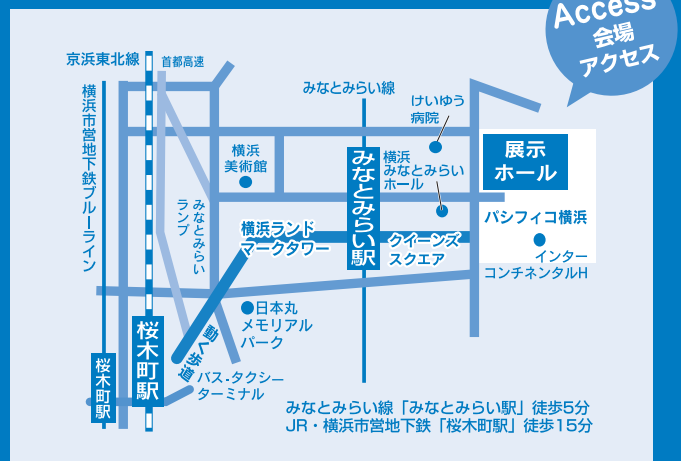 Access
会場
アクセス
京浜東北線
首都高速
横浜市営地下鉄ブルーライン
みなとみらい線
けいゆう
病院
横浜
美術館
みなとみらい駅
横浜
みなとみらい
ホール
展示
ホール
みなとみらい
ランプ
パシフィコ横浜
横浜ランド
マークタワー
クイーンズ
スクエア
インター
コンチネンタルH
日本丸
メモリアル
パーク
桜木町駅
動く歩道
桜木町駅
バス・タクシー
ターミナル
みなとみらい線「みなとみらい駅」徒歩5分
JR・横浜市営地下鉄「桜木町駅」徒歩15分